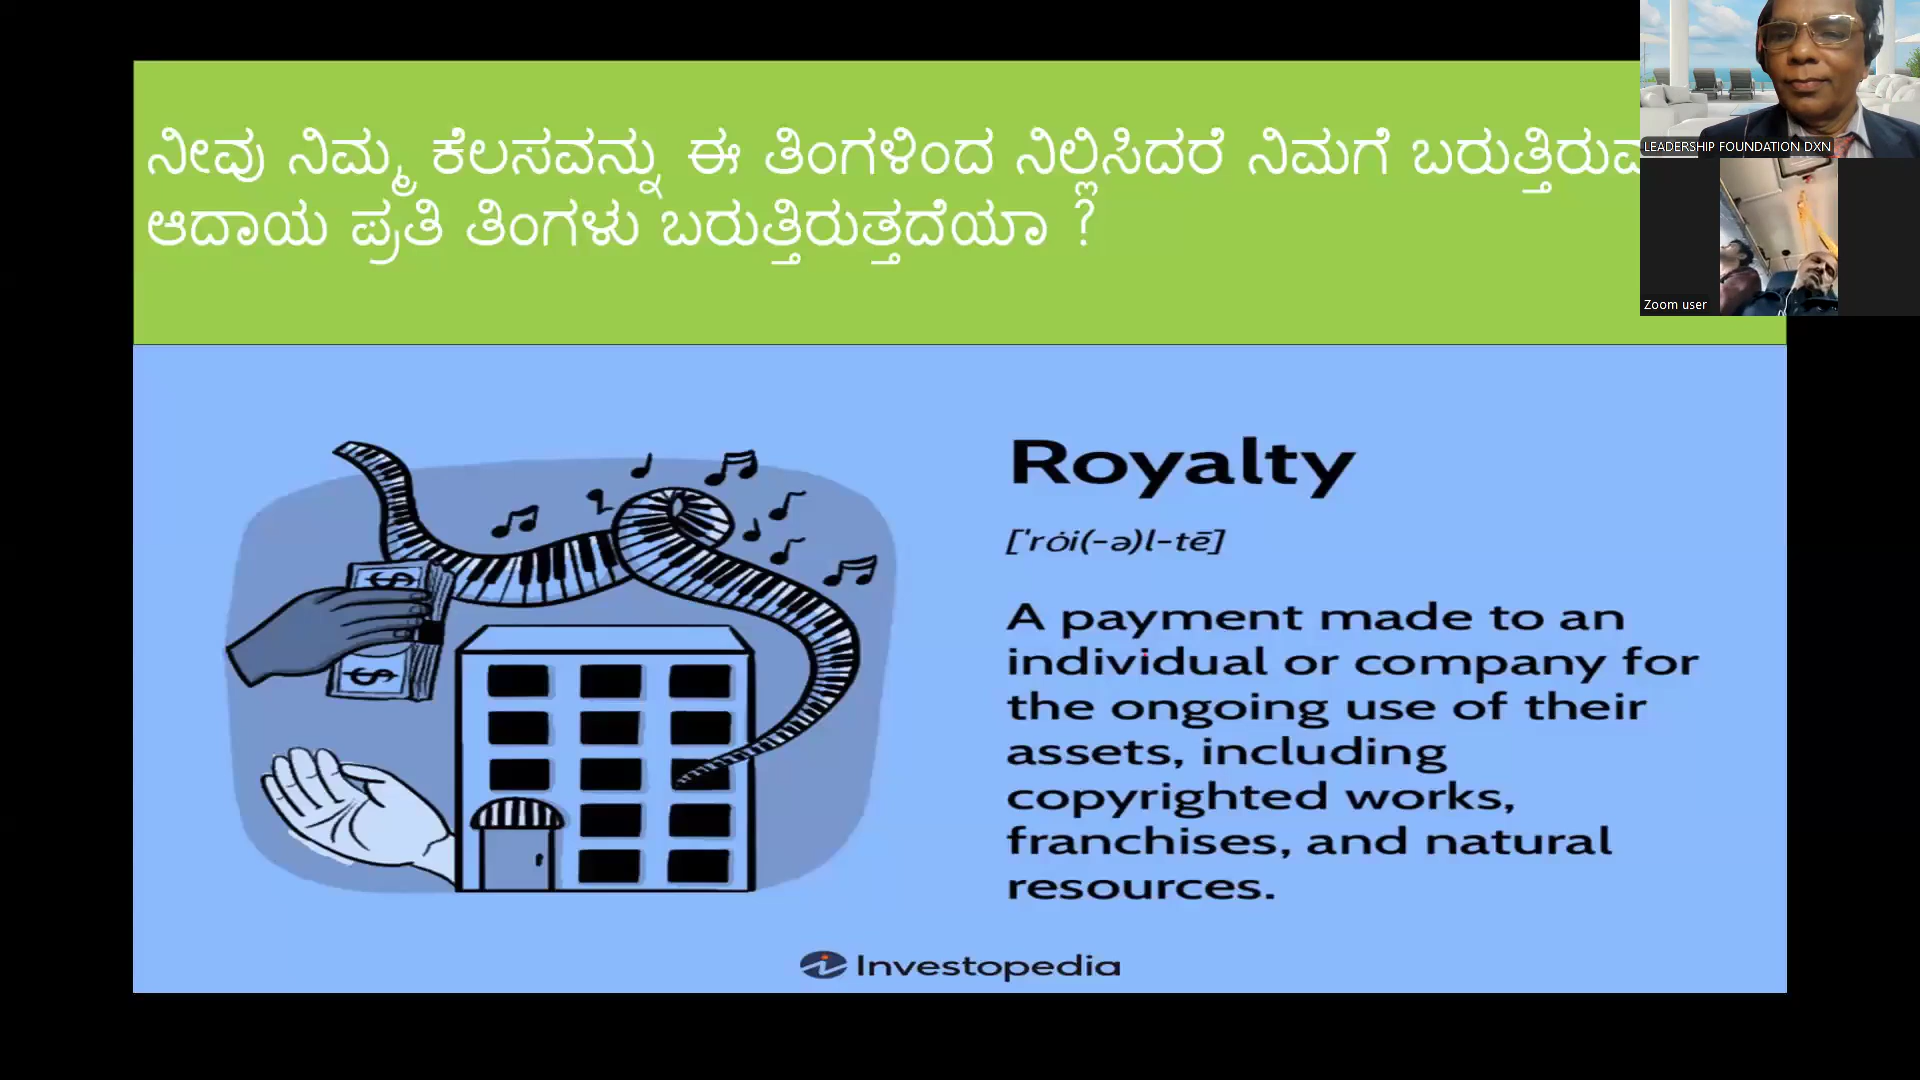 ನೀವು ನಿಮ್ಮ ಕೆಲಸವನ್ನು ಈ ತಿಂಗಳಿಂದ ನಿಲ್ಲಿಸಿದರೆ ನಿಮಗೆ
ಆದಾಯ ಪ್ರತಿ ತಿಂಗಳು ಬರುತ್ತಿರುತ್ತದೆಯಾ ?
LEADERSHIP FOUNDATION DXN
Zoom user
Royalty
['rȯi(-ə)l-tē]
A payment made to an
individual or company for
the ongoing use of their
assets, including
copyrighted works,
franchises, and natural
resources.
Investopedia